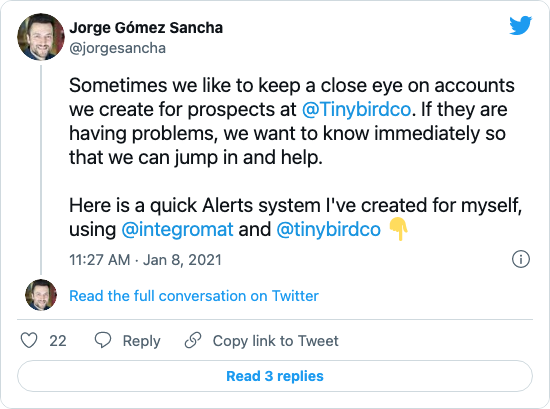 Jorge Gómez Sancha
@jorgesancha
Sometimes we like to keep a close eye on accounts
we create for prospects at @Tinybirdco. If they are
having problems, we want to know immediately so
that we can jump in and help.
Here is a quick Alerts system I've created for myself,
using @integromat and @tinybirdco 👇
11:27 AM · Jan 8, 2021
Read the full conversation on Twitter
22 Reply Copy link to Tweet
Read 3 replies